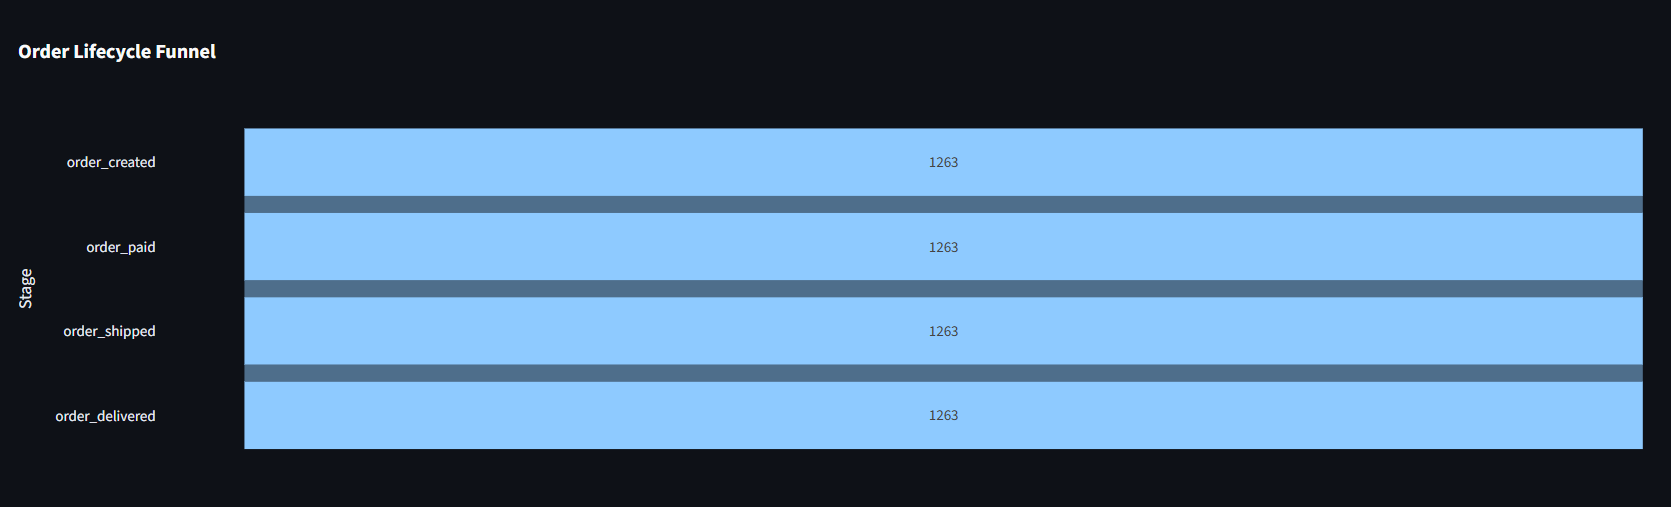 Order Lifecycle Funnel
order_created
1263
order_paid
1263
Stage
order_shipped
1263
order_delivered
1263